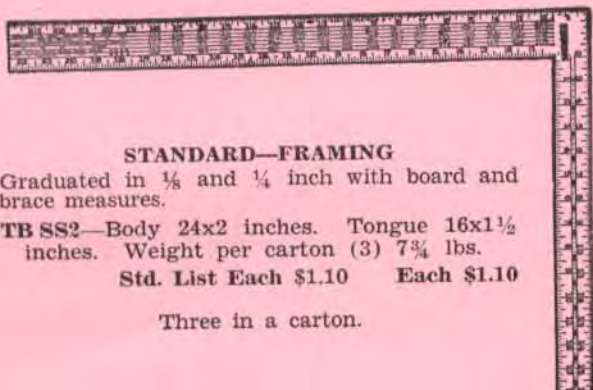 STANDARD—FRAMING
Graduated in ⅛ and ¼ inch with board and
brace measures.
TB SS2—Body 24x2 inches. Tongue 16x1½
inches. Weight per carton (3) 7¾ lbs.
Std. List Each $1.10 Each $1.10
Three in a carton.